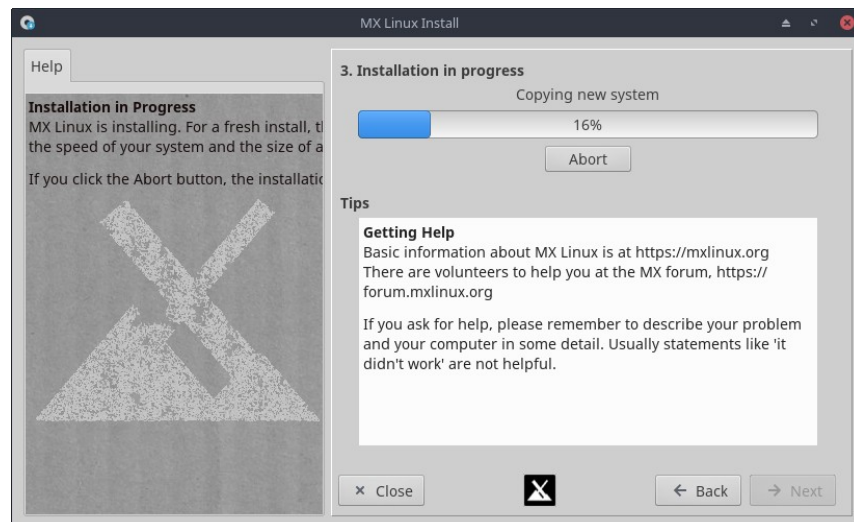 MX Linux Install
Help
Installation in Progress
MX Linux is installing. For a fresh install, t
the speed of your system and the size of a
If you click the Abort button, the installatio
3. Installation in progress
Copying new system
16%
Abort
Tips
Getting Help
Basic information about MX Linux is at https://mxlinux.org
There are volunteers to help you at the MX forum, https://
forum.mxlinux.org
If you ask for help, please remember to describe your problem
and your computer in some detail. Usually statements like 'it
didn't work' are not helpful.
Close
Back
Next